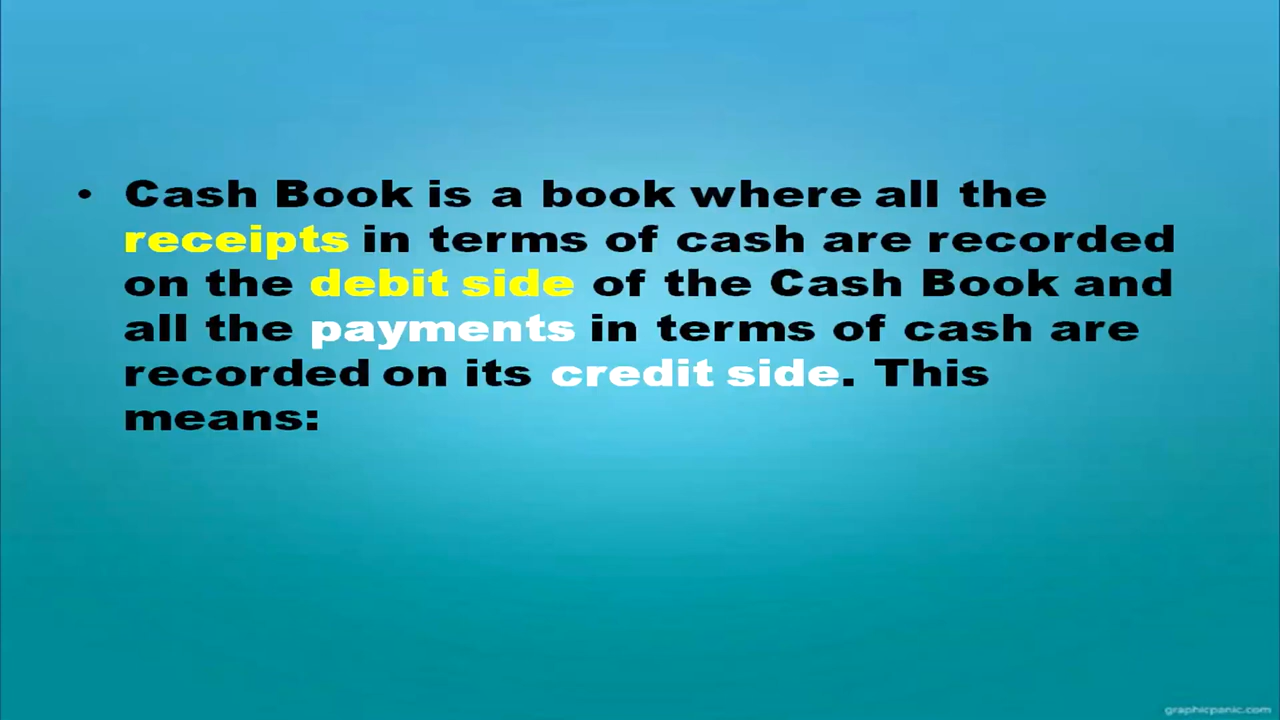 • Cash Book is a book where all the
receipts in terms of cash are recorded
on the debit side of the Cash Book and
all the payments in terms of cash are
recorded on its credit side. This
means:
graphicpanic.com